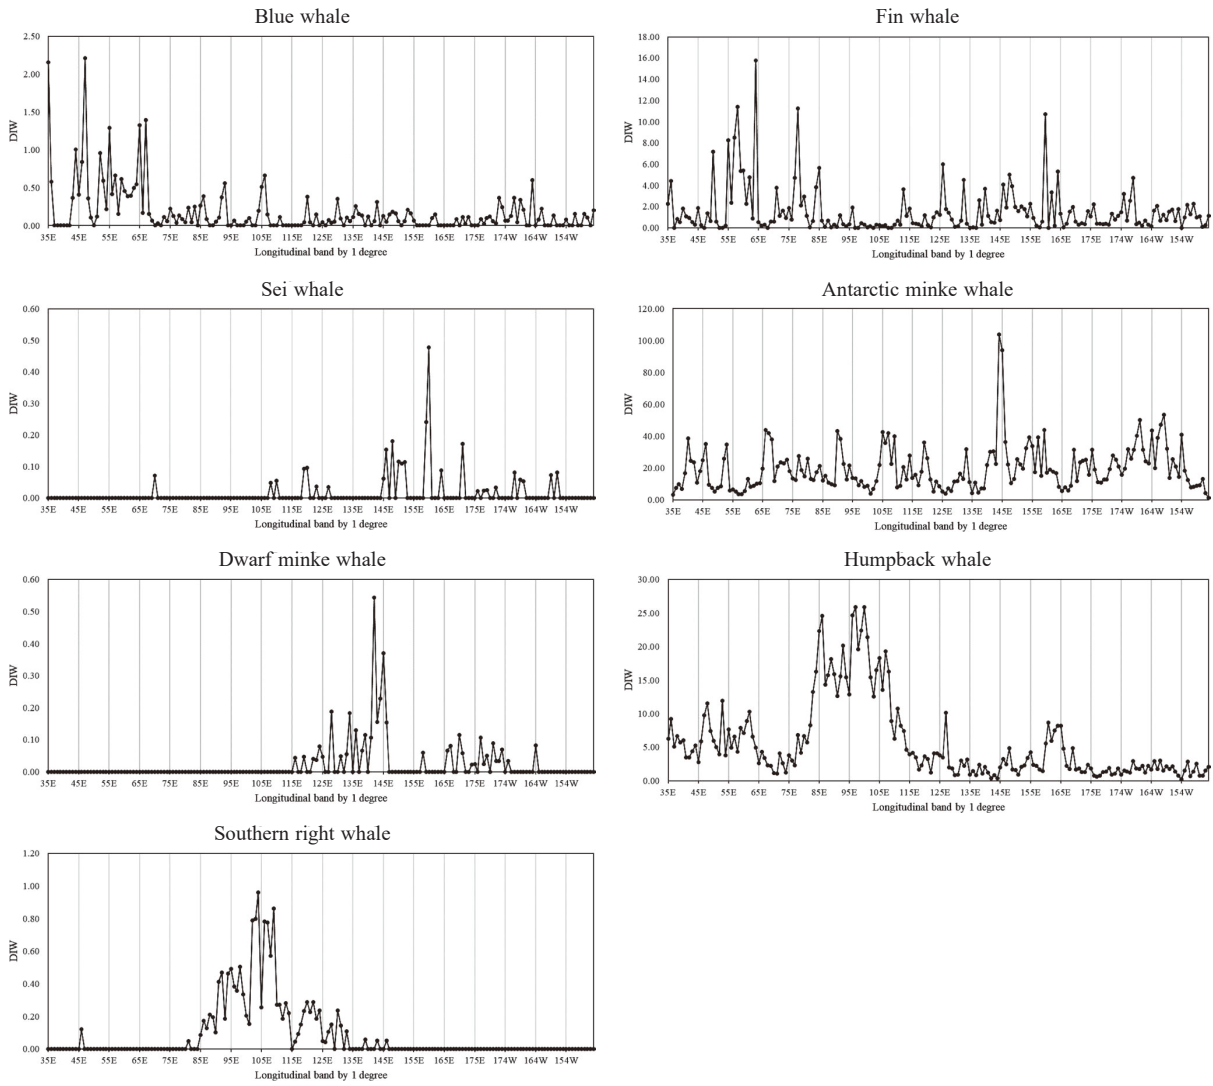 Blue whale
2.50
2.00
1.50
1.00
0.50
0.00
DIW
35E 45E 55E 65E 75E 85E 95E 105E 115E 125E 135E 145E 155E 165E 175E 174W 164W 154W
Longitudinal band by 1 degree
Fin whale
18.00
16.00
14.00
12.00
10.00
8.00
6.00
4.00
2.00
0.00
DIW
35E 45E 55E 65E 75E 85E 95E 105E 115E 125E 135E 145E 155E 165E 175E 174W 164W 154W
Longitudinal band by 1 degree
Sei whale
0.60
0.50
0.40
0.30
0.20
0.10
0.00
DIW
35E 45E 55E 65E 75E 85E 95E 105E 115E 125E 135E 145E 155E 164E 175E 174W 164W 154W
Longitudinal band by 1 degree
Antarctic minke whale
120.00
100.00
80.00
60.00
40.00
20.00
0.00
DIW
35E 45E 55E 65E 75E 85E 95E 105E 115E 125E 135E 145E 155E 165E 175E 174W 164W 154W
Longitudinal band by 1 degree
Dwarf minke whale
0.60
0.50
0.40
0.30
0.20
0.10
0.00
DIW
35E 45E 55E 65E 75E 85E 95E 105E 115E 125E 135E 145E 155E 165E 175E 174W 164W 154W
Longitudinal band by 1 degree
Humpback whale
30.00
25.00
20.00
15.00
10.00
5.00
0.00
DIW
35E 45E 55E 65E 75E 85E 95E 105E 115E 125E 135E 145E 155E 165E 175E 174W 164W 154W
Longitudinal band by 1 degree
Southern right whale
1.20
1.00
0.80
0.60
0.40
0.20
0.00
DIW
35E 45E 55E 65E 75E 85E 95E 105E 115E 125E 135E 145E 155E 165E 175E 174W 164W 154W
Longitudinal band by 1 degree